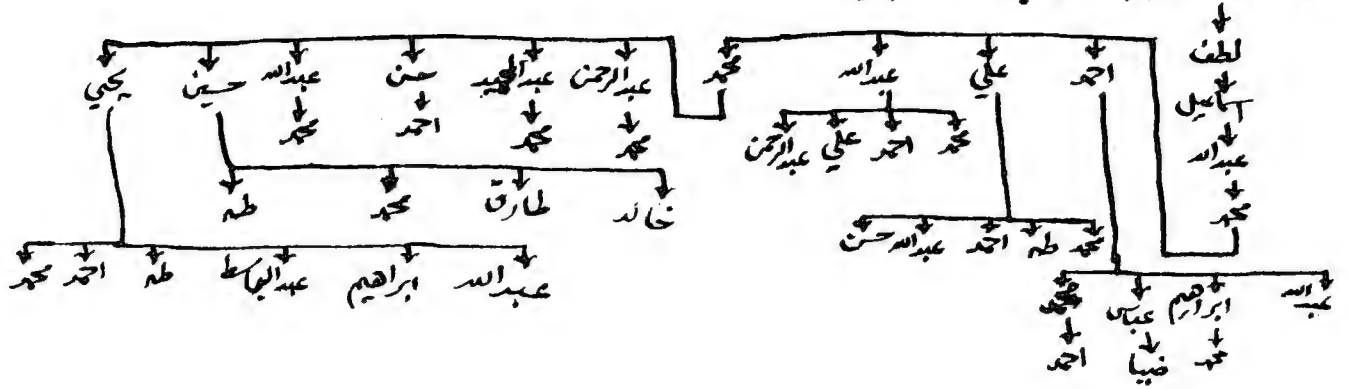 لطف
يحيى حسين عبدالله حسن عبدالمجيد عبدالرحمن محمد عبدالله علي احمد اسماعيل
محمد احمد محمد محمد عبدالرحمن علي احمد محمد عبدالله
طه محمد طارق خالد محمد
حسن عبدالله احمد طه محمد
محمد احمد طه عبدالباسط ابراهيم عبدالله
محمد عباس ابراهيم عبدالله
احمد ضيا محمد